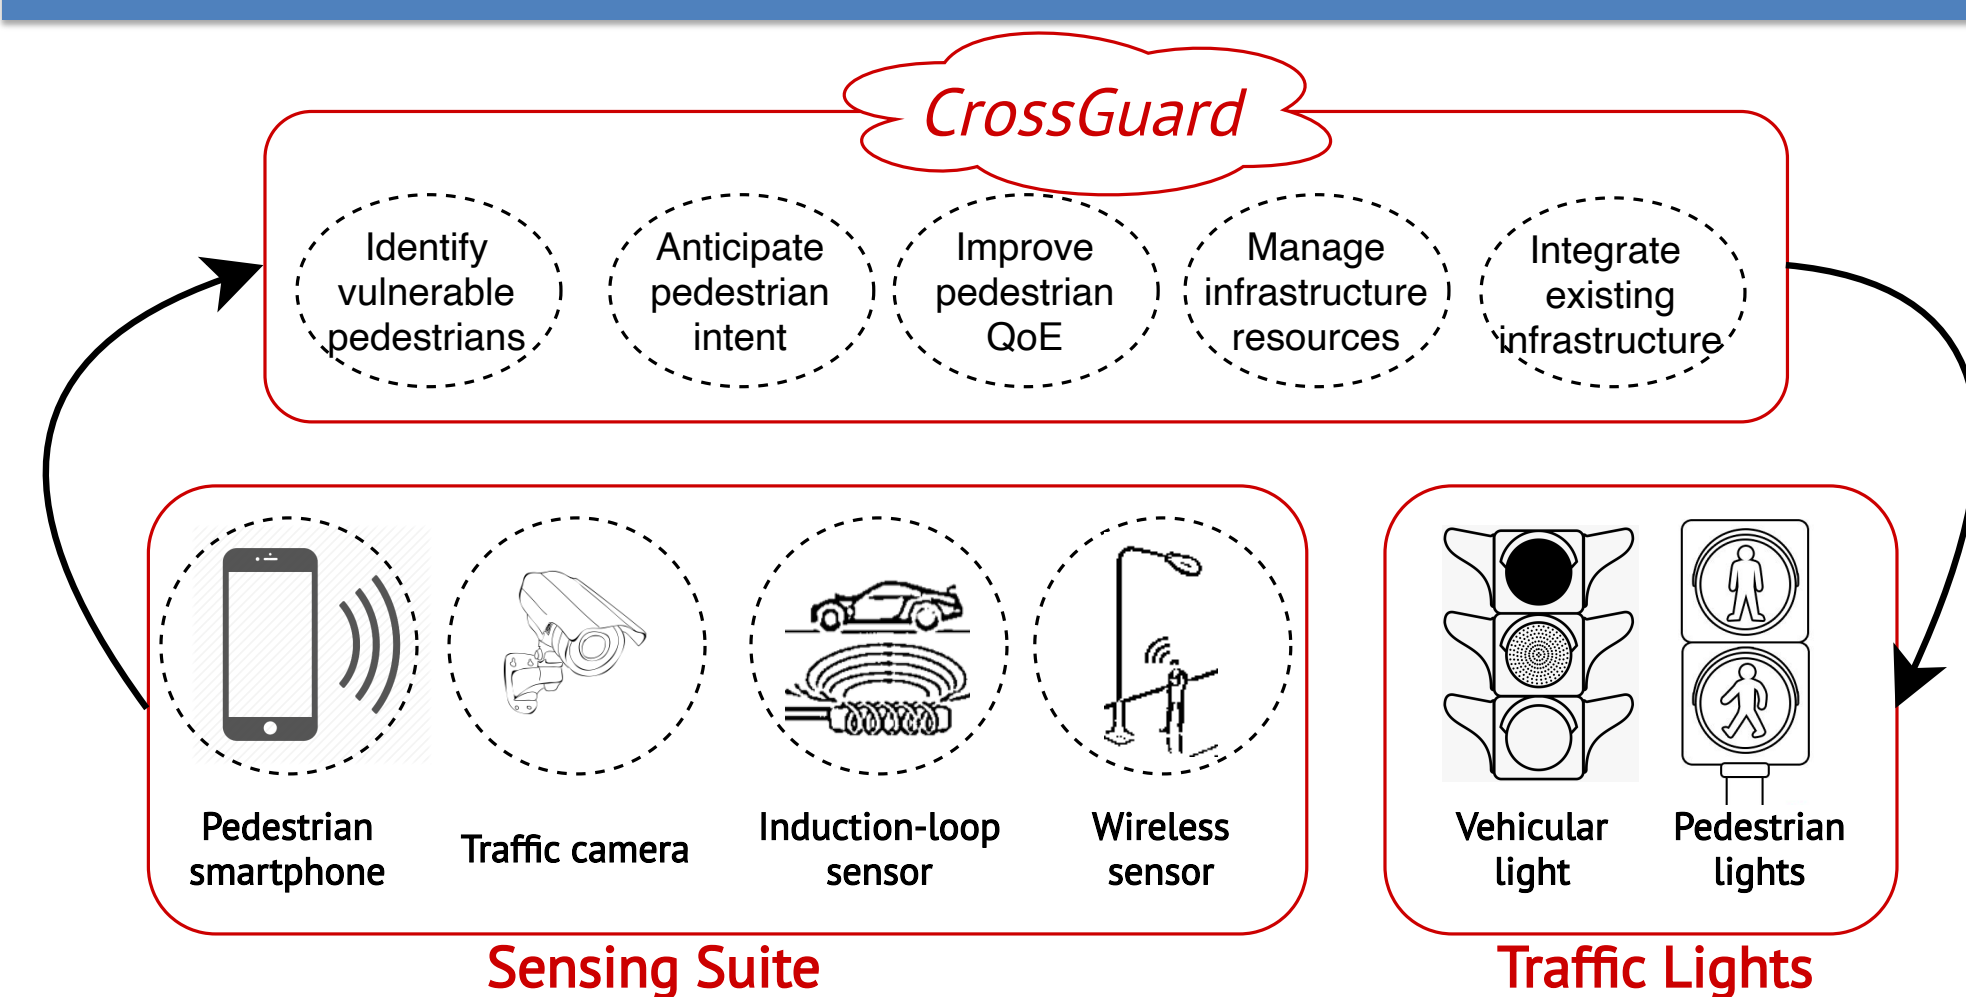 CrossGuard
Identify
vulnerable
pedestrians
Anticipate
pedestrian
intent
Improve
pedestrian
QoE
Manage
infrastructure
resources
Integrate
existing
infrastructure
Pedestrian
smartphone
Traffic camera
Induction-loop
sensor
Wireless
sensor
Vehicular
light
Pedestrian
lights
Sensing Suite
Traffic Lights